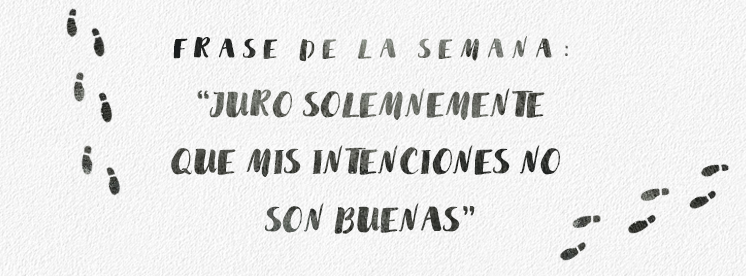 FRASE DE LA SEMANA:
“JURO SOLEMNEMENTE
QUE MIS INTENCIONES NO
SON BUENAS”